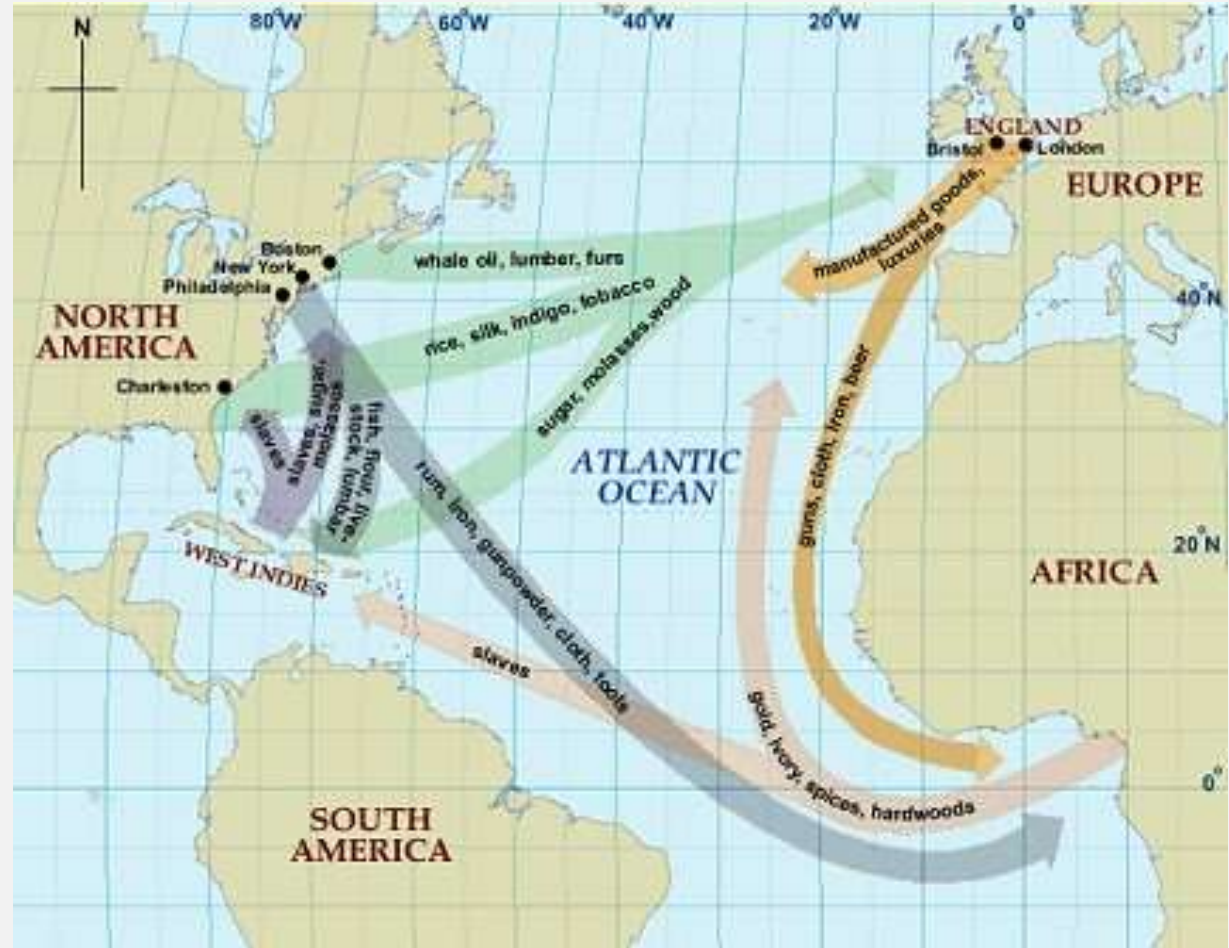 N
80°W
60°W
40°W
20°W
0°
ENGLAND
Bristol
London
EUROPE
Boston
New York
Philadelphia
whale oil, lumber, furs
manufactured goods,
luxuries
40°N
NORTH
AMERICA
rice, silk, indigo, tobacco
sugar, molasses,wood
Charleston
slaves
slaves, sugar,
molasses
fish, flour, live-
stock, lumber
guns, cloth, iron, beer
ATLANTIC
OCEAN
rum, iron, gunpowder, cloth, tools
20°N
WEST INDIES
AFRICA
slaves
gold, ivory, spices, hardwoods
0°
SOUTH
AMERICA